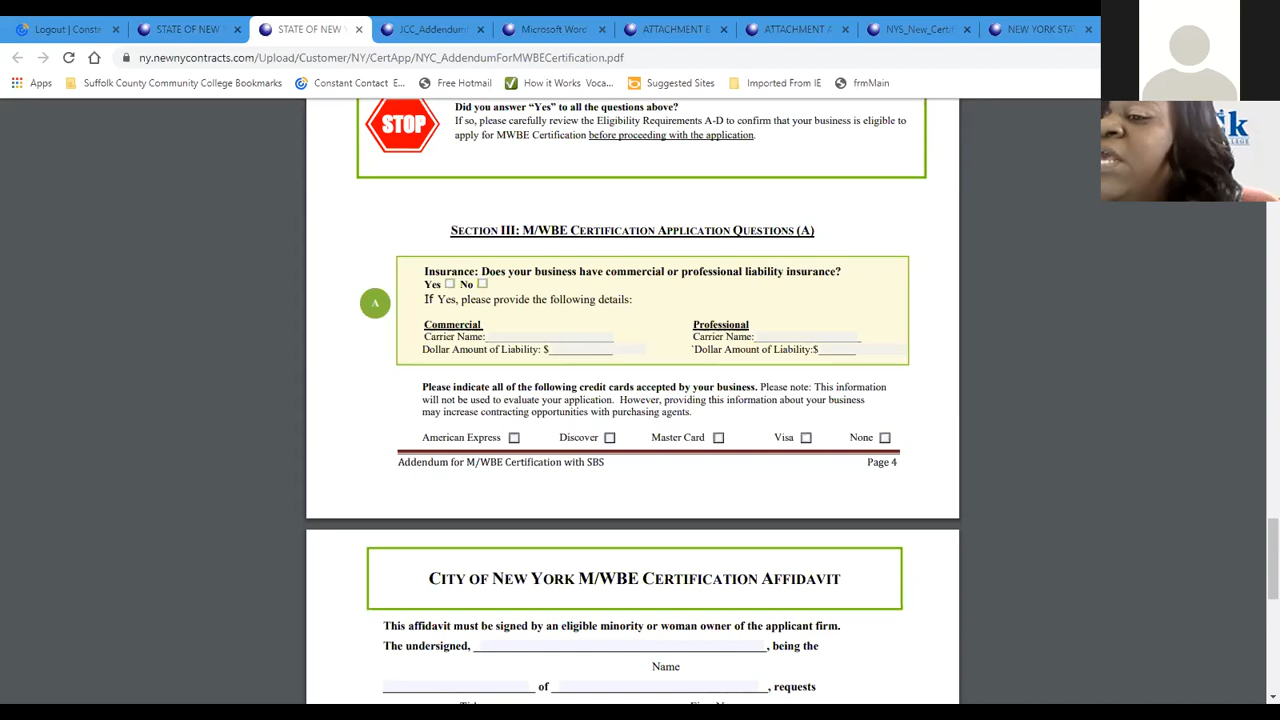 Logout | Consta
STATE OF NEW Y
STATE OF NEW Y
JCC_Addendumf
Microsoft Word
ATTACHMENT B
ATTACHMENT A
NYS_New_Certif
NEW YORK STAT
ny.newnycontracts.com/Upload/Customer/NY/CertApp/NYC_AddendumForMWBECertification.pdf
Apps Suffolk County Community College Bookmarks Constant Contact E... Free Hotmail How it Works Voca... Suggested Sites Imported From IE frmMain
STOP
Did you answer “Yes” to all the questions above?
If so, please carefully review the Eligibility Requirements A-D to confirm that your business is eligible to
apply for MWBE Certification before proceeding with the application.
SECTION III: M/WBE CERTIFICATION APPLICATION QUESTIONS (A)
A
Insurance: Does your business have commercial or professional liability insurance?
Yes No
If Yes, please provide the following details:
Commercial Professional
Carrier Name: Carrier Name:
Dollar Amount of Liability: $ `Dollar Amount of Liability:$
Please indicate all of the following credit cards accepted by your business. Please note: This information
will not be used to evaluate your application. However, providing this information about your business
may increase contracting opportunities with purchasing agents.
American Express Discover Master Card Visa None
Addendum for M/WBE Certification with SBS Page 4
CITY OF NEW YORK M/WBE CERTIFICATION AFFIDAVIT
This affidavit must be signed by an eligible minority or woman owner of the applicant firm.
The undersigned, , being the
Name
of , requests